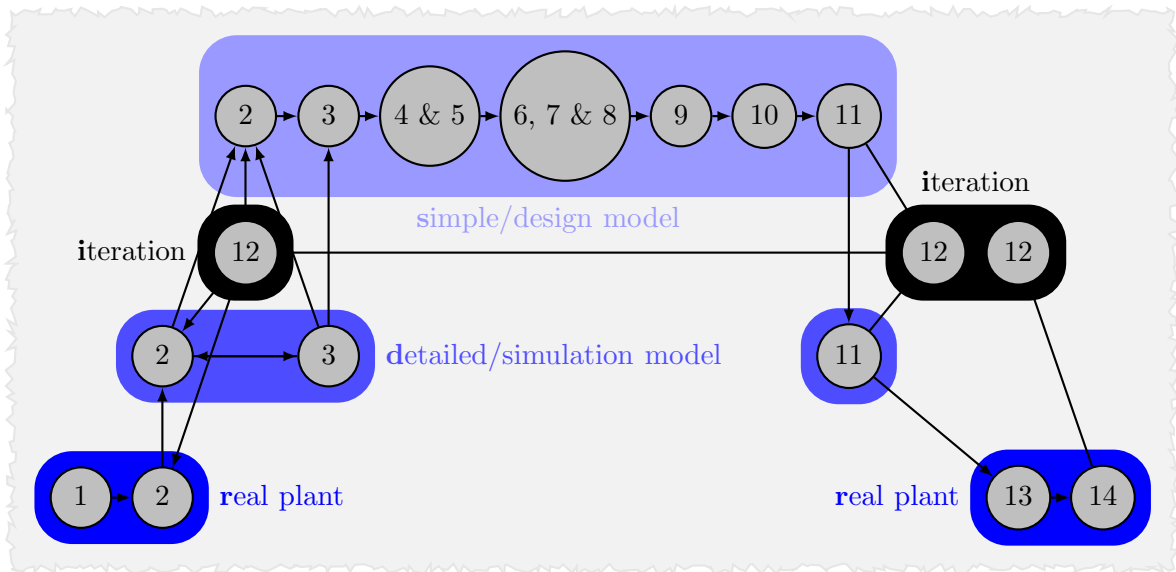 2 3 4 & 5 6, 7 & 8 9 10 11
iteration
simple/design model
iteration 12 12 12
2 3 detailed/simulation model 11
1 2 real plant real plant 13 14